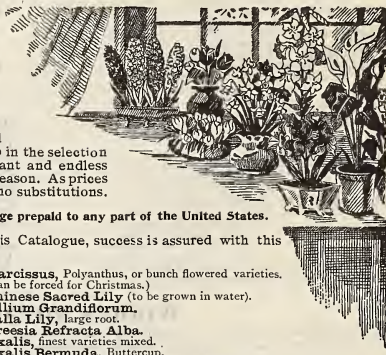 in the selection
ant and endless
eason. As prices
no substitutions.
ge prepaid to any part of the United States.
is Catalogue, success is assured with this
arcissus, Polyanthus, or bunch flowered varieties.
an be forced for Christmas.)
hinese Sacred Lily (to be grown in water).
illium Grandiflorum.
alla Lily, large root.
reesia Refracta Alba.
xalis, finest varieties mixed.
xalis Bermuda Buttercup.